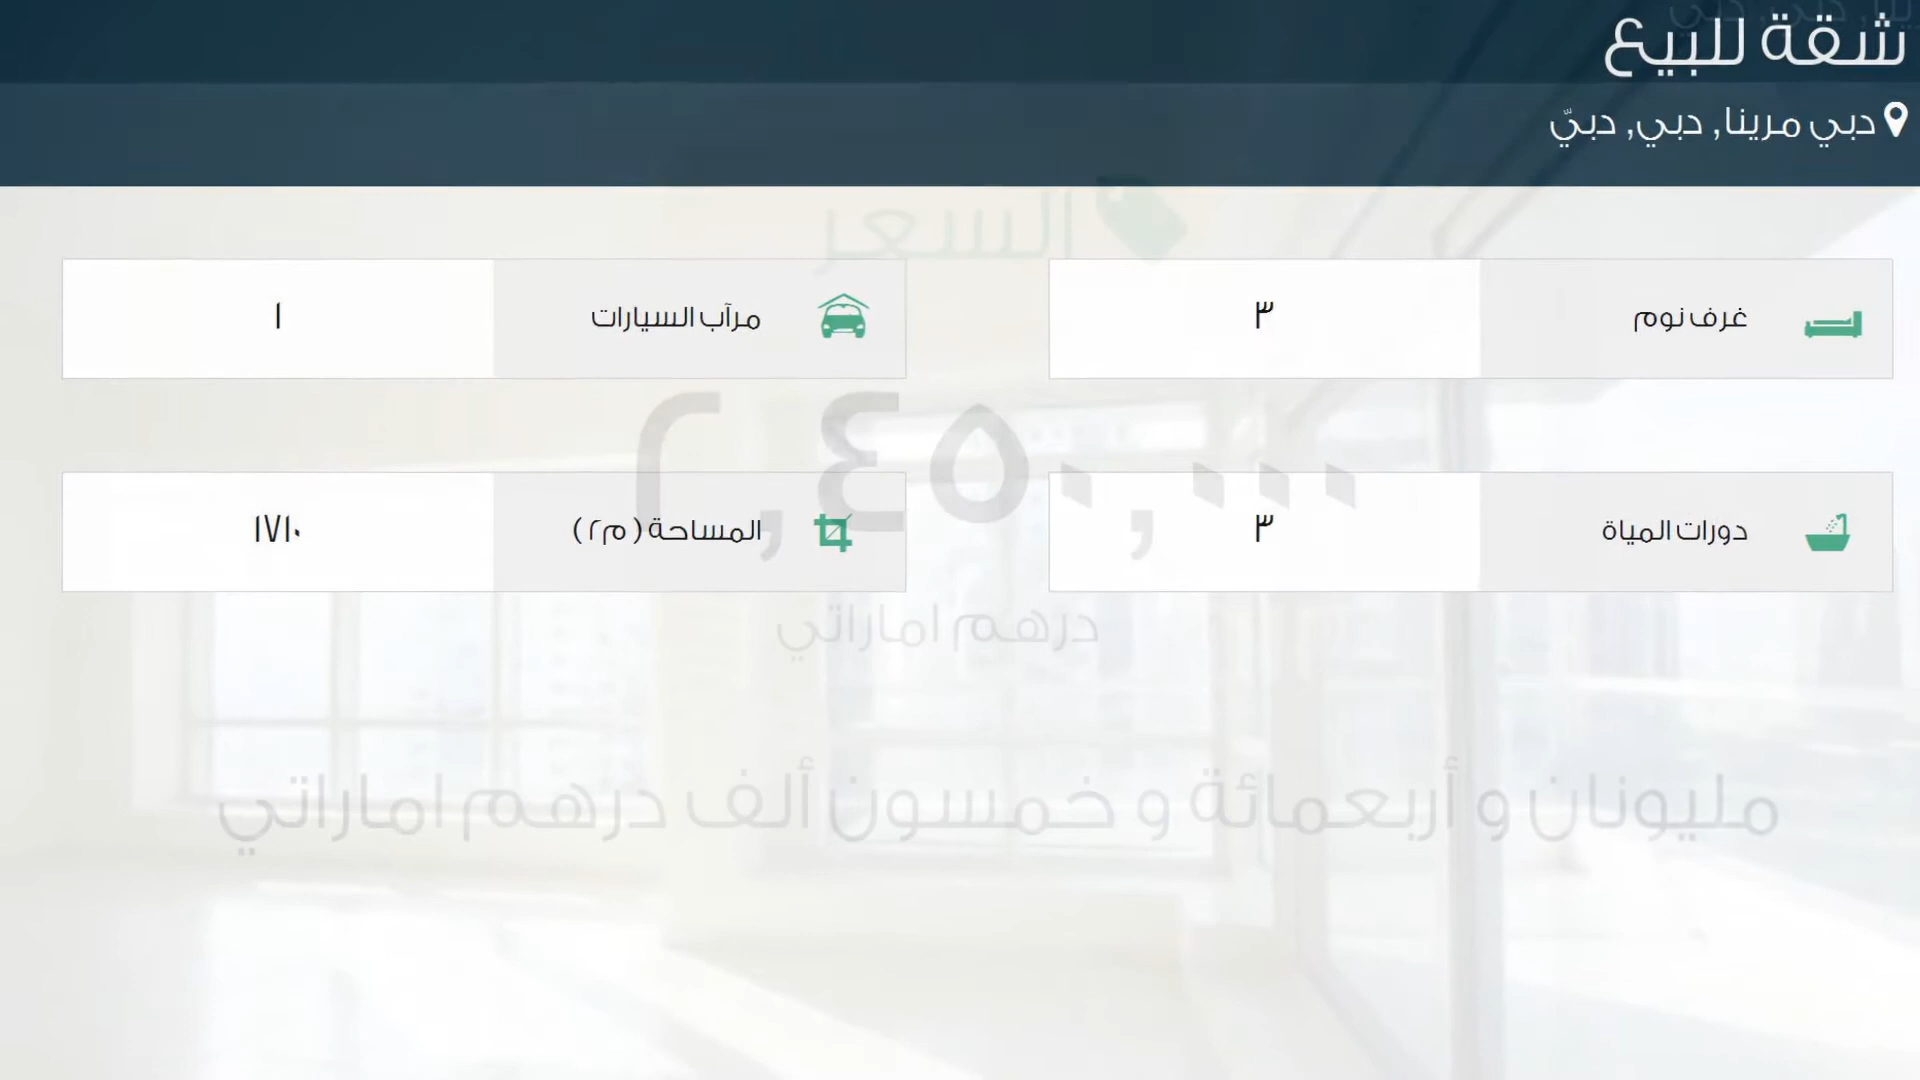 شقة للبيع
دبي مرينا, دبي, دبيّ
السعر
غرف نوم
٣
مرآب السيارات
١
٢,٤٥٠,٠٠٠
دورات المياة
٣
المساحة (م٢)
١٧١٠
درهم اماراتي
مليونان و أربعمائة و خمسون ألف درهم اماراتي